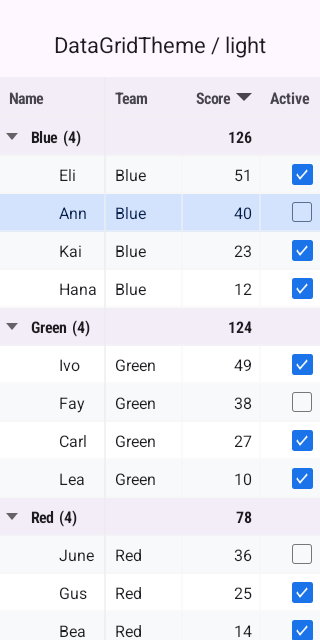 DataGridTheme / light
Name Team Score Active
Blue (4) 126
Eli Blue 51
Ann Blue 40
Kai Blue 23
Hana Blue 12
Green (4) 124
Ivo Green 49
Fay Green 38
Carl Green 27
Lea Green 10
Red (4) 78
June Red 36
Gus Red 25
Bea Red 14